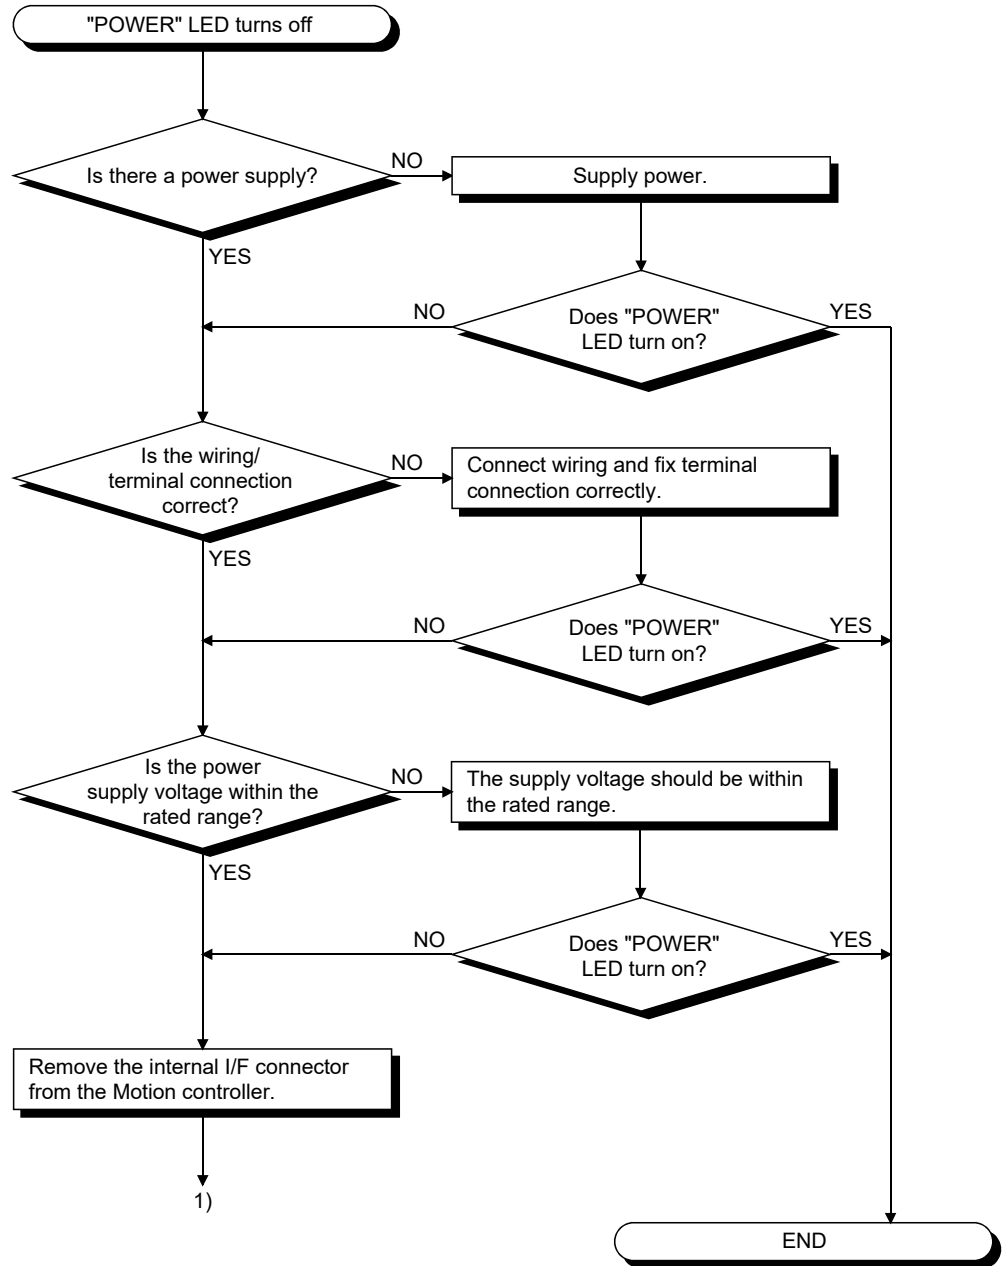 "POWER" LED turns off
Is there a power supply?
NO
Supply power.
YES
NO
Does "POWER"
LED turn on?
YES
Is the wiring/
terminal connection
correct?
NO
Connect wiring and fix terminal
connection correctly.
YES
NO
Does "POWER"
LED turn on?
YES
Is the power
supply voltage within the
rated range?
NO
The supply voltage should be within
the rated range.
YES
NO
Does "POWER"
LED turn on?
YES
Remove the internal I/F connector
from the Motion controller.
1)
END